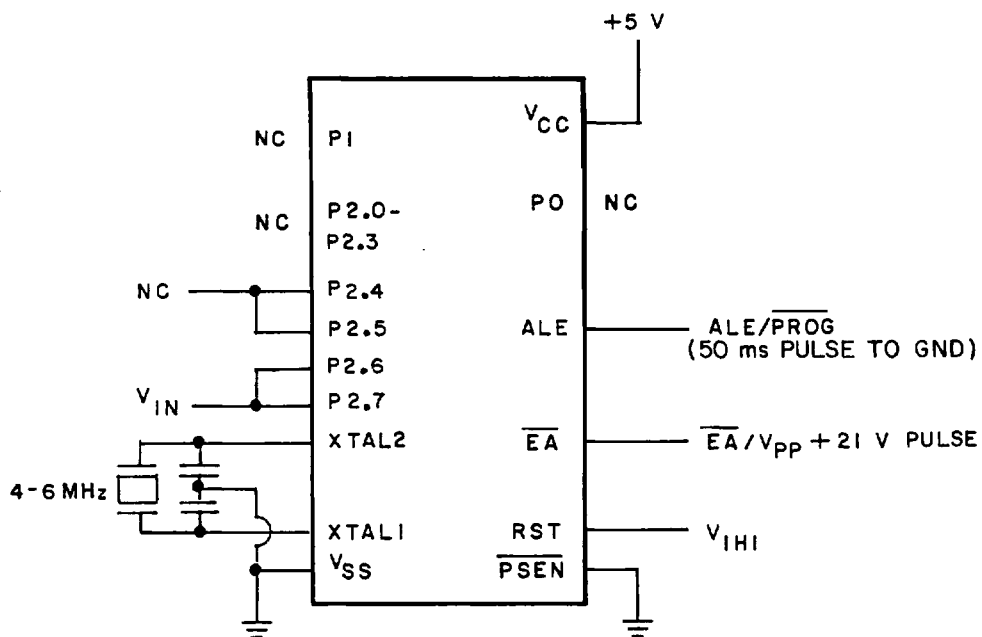 +5 V
VCC
NC P1
P0 NC
NC P2.0-
P2.3
NC P2.4
P2.5
ALE ALE/PROG
(50 ms PULSE TO GND)
P2.6
VIN P2.7
XTAL2
EA EA/VPP +21 V PULSE
4-6 MHz
XTAL1
RST VIH1
VSS
PSEN